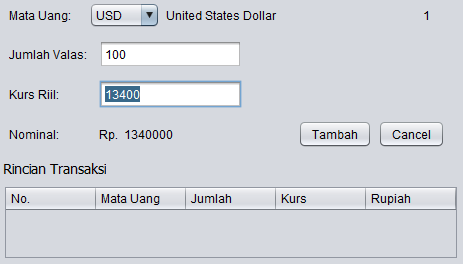 Mata Uang: USD United States Dollar 1
Jumlah Valas: 100
Kurs Riil: 13400
Nominal: Rp. 1340000 Tambah Cancel
Rincian Transaksi
No. Mata Uang Jumlah Kurs Rupiah